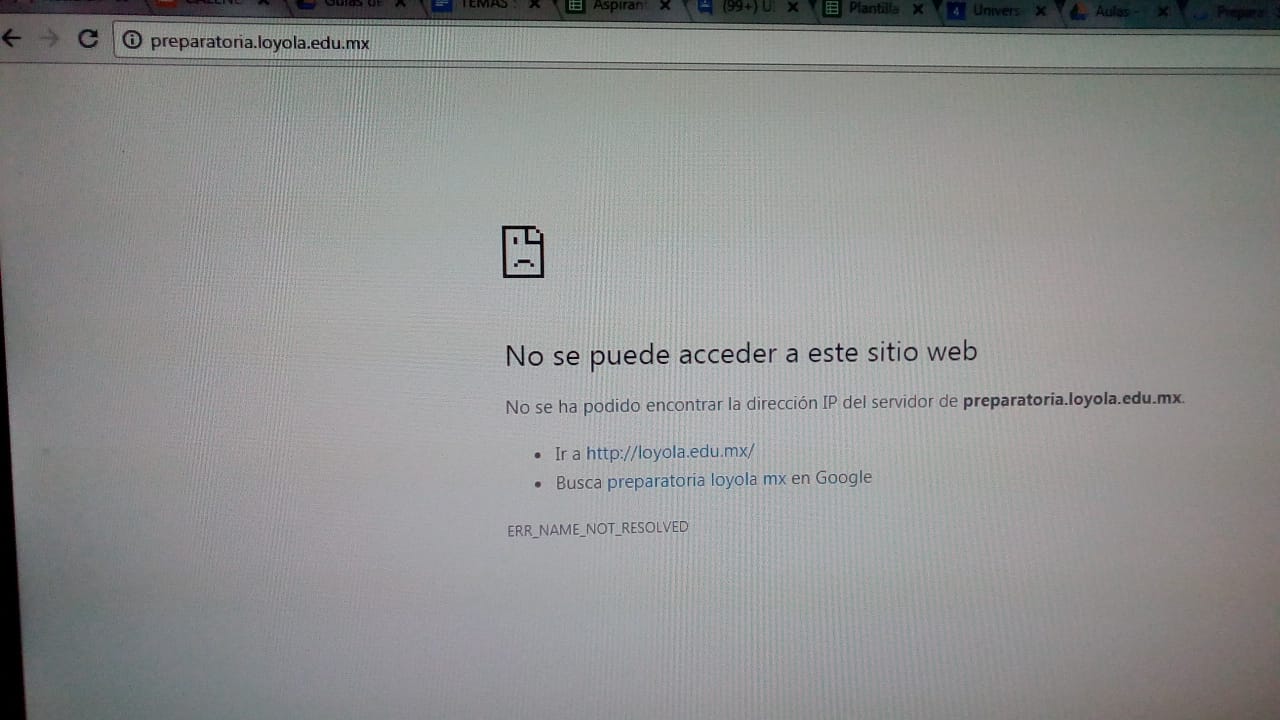 Guías de TEMAS Aspiran (99+) U Plantilla Univers Aulas - Prepara
preparatoria.loyola.edu.mx
No se puede acceder a este sitio web
No se ha podido encontrar la dirección IP del servidor de preparatoria.loyola.edu.mx.
Ir a http://loyola.edu.mx/
Busca preparatoria loyola mx en Google
ERR_NAME_NOT_RESOLVED